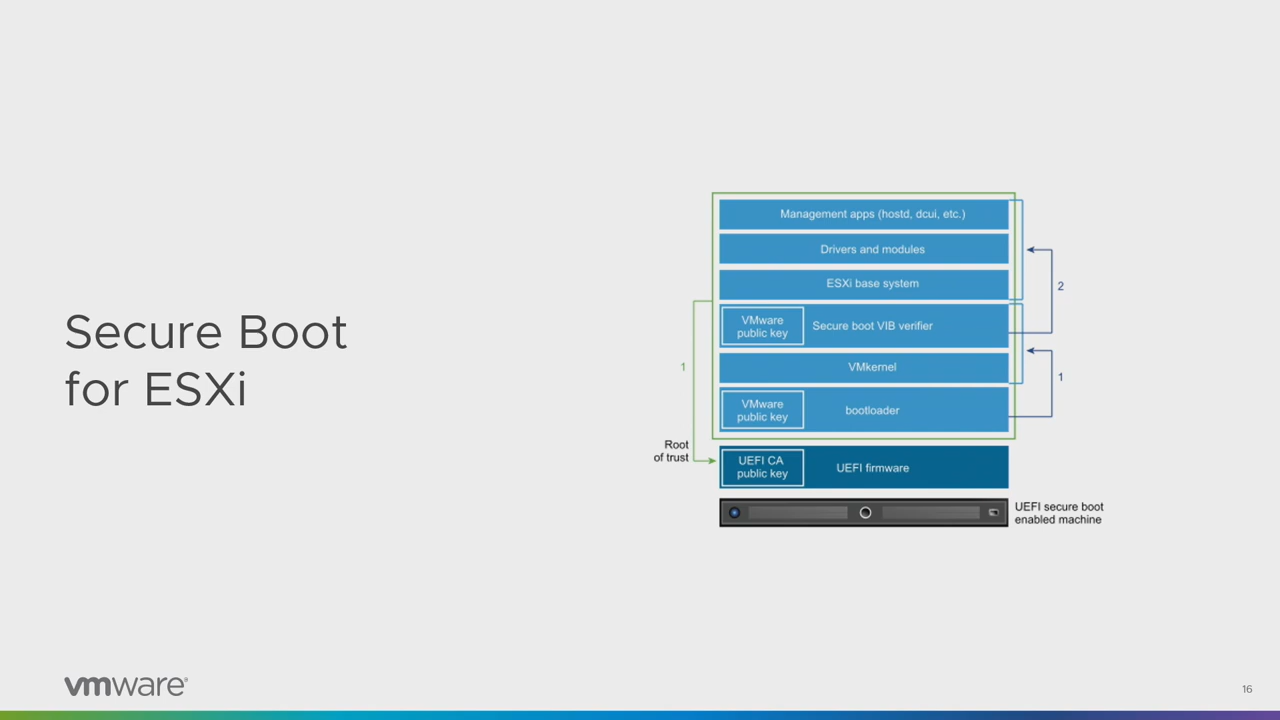 Secure Boot
for ESXi
Management apps (hostd, dcui, etc.)
Drivers and modules
ESXi base system
VMware
public key
Secure boot VIB verifier
VMkernel
VMware
public key
bootloader
UEFI CA
public key
UEFI firmware
1
Root
of trust
2
1
UEFI secure boot
enabled machine
vmware®
16